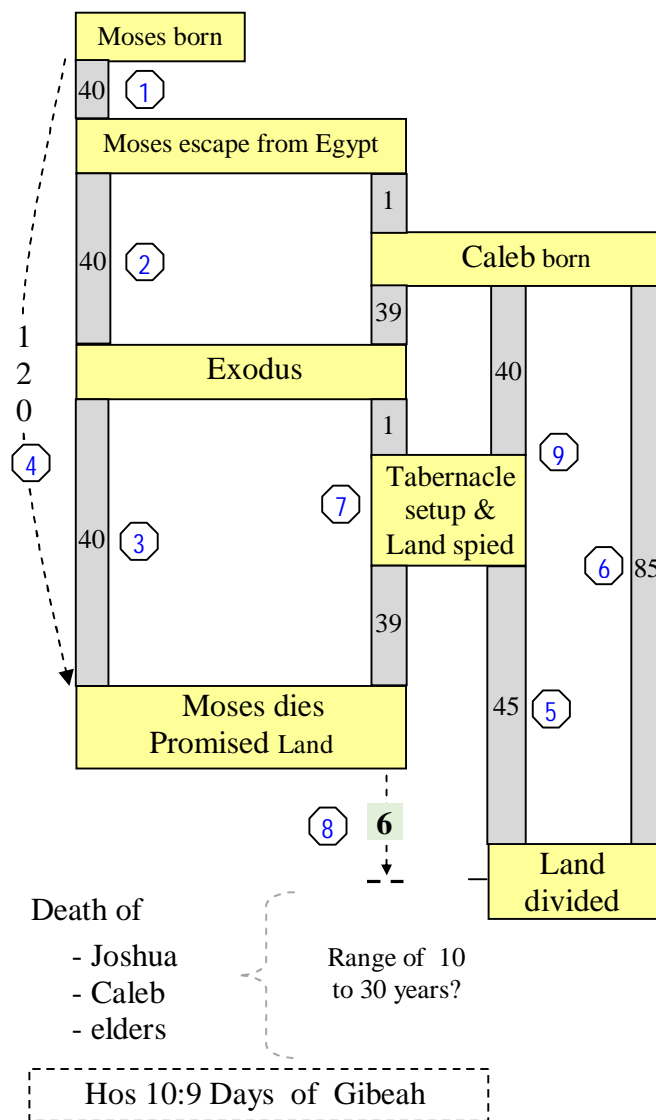 Moses born
40
1
Moses escape from Egypt
1
40
2
Caleb born
39
1
2
0
Exodus
40
1
4
9
7
Tabernacle
setup &
Land spied
40
3
6
85
39
Moses dies
Promised Land
45
5
8
6
Land
divided
Death of
- Joshua
- Caleb
- elders
Range of 10
to 30 years?
Hos 10:9 Days of Gibeah